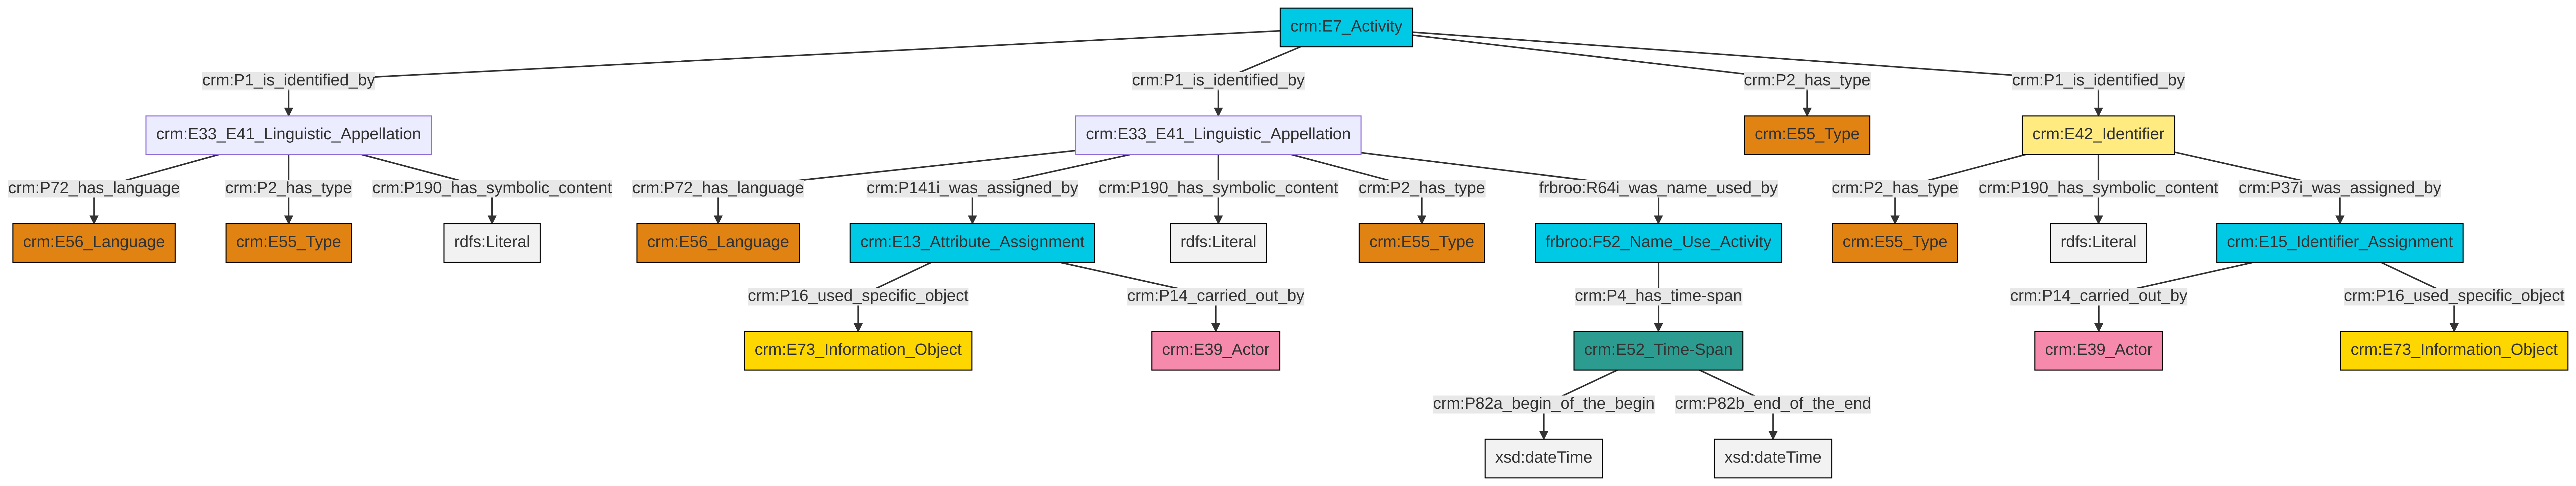 crm:E7_Activity
crm:P1_is_identified_by crm:P1_is_identified_by crm:P2_has_type crm:P1_is_identified_by
crm:E33_E41_Linguistic_Appellation crm:E33_E41_Linguistic_Appellation crm:E55_Type crm:E42_Identifier
crm:P72_has_language crm:P2_has_type crm:P190_has_symbolic_content crm:P72_has_language crm:P141i_was_assigned_by crm:P190_has_symbolic_content crm:P2_has_type frbroo:R64i_was_name_used_by crm:P2_has_type crm:P190_has_symbolic_content crm:P37i_was_assigned_by
crm:E56_Language crm:E55_Type rdfs:Literal crm:E56_Language crm:E13_Attribute_Assignment rdfs:Literal crm:E55_Type frbroo:F52_Name_Use_Activity crm:E55_Type rdfs:Literal crm:E15_Identifier_Assignment
crm:P16_used_specific_object crm:P14_carried_out_by crm:P4_has_time-span crm:P14_carried_out_by crm:P16_used_specific_object
crm:E73_Information_Object crm:E39_Actor crm:E52_Time-Span crm:E39_Actor crm:E73_Information_Object
crm:P82a_begin_of_the_begin crm:P82b_end_of_the_end
xsd:dateTime xsd:dateTime